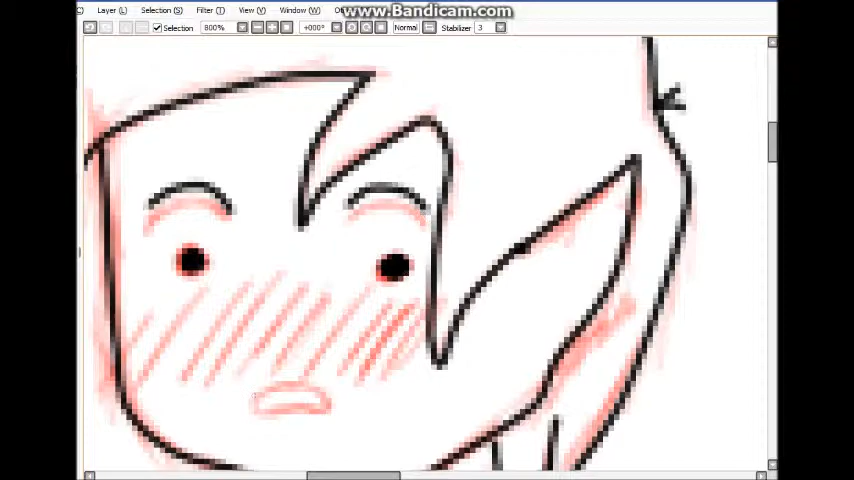 www.Bandicam.com
Layer (L) Selection (S) Filter (T) View (V) Window (W)
Selection 800% +000° Normal Stabilizer 3